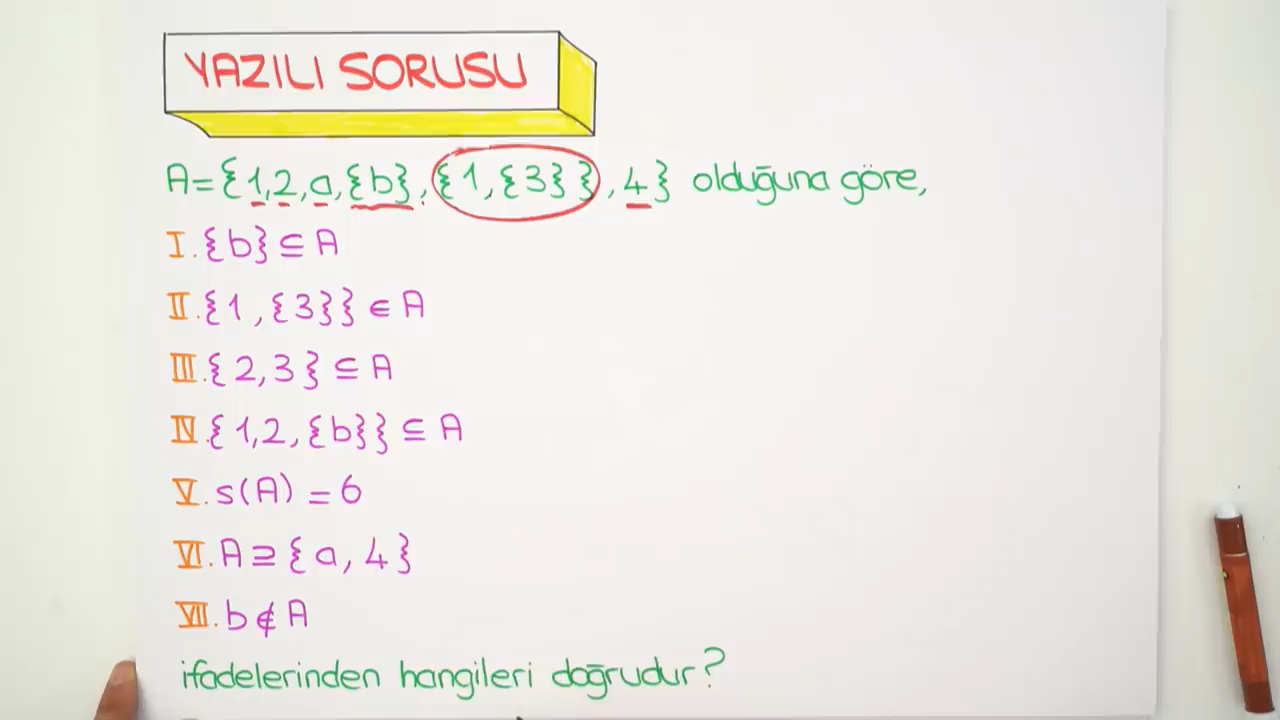 YAZILI SORUSU
A={1,2,a,{b},{1,{3}},4} olduğuna göre,
I. {b}⊆A
II. {1,{3}}∈A
III. {2,3}⊆A
IV. {1,2,{b}}⊆A
V. s(A)=6
VI. A⊇{a,4}
VII. b∉A
ifadelerinden hangileri doğrudur?